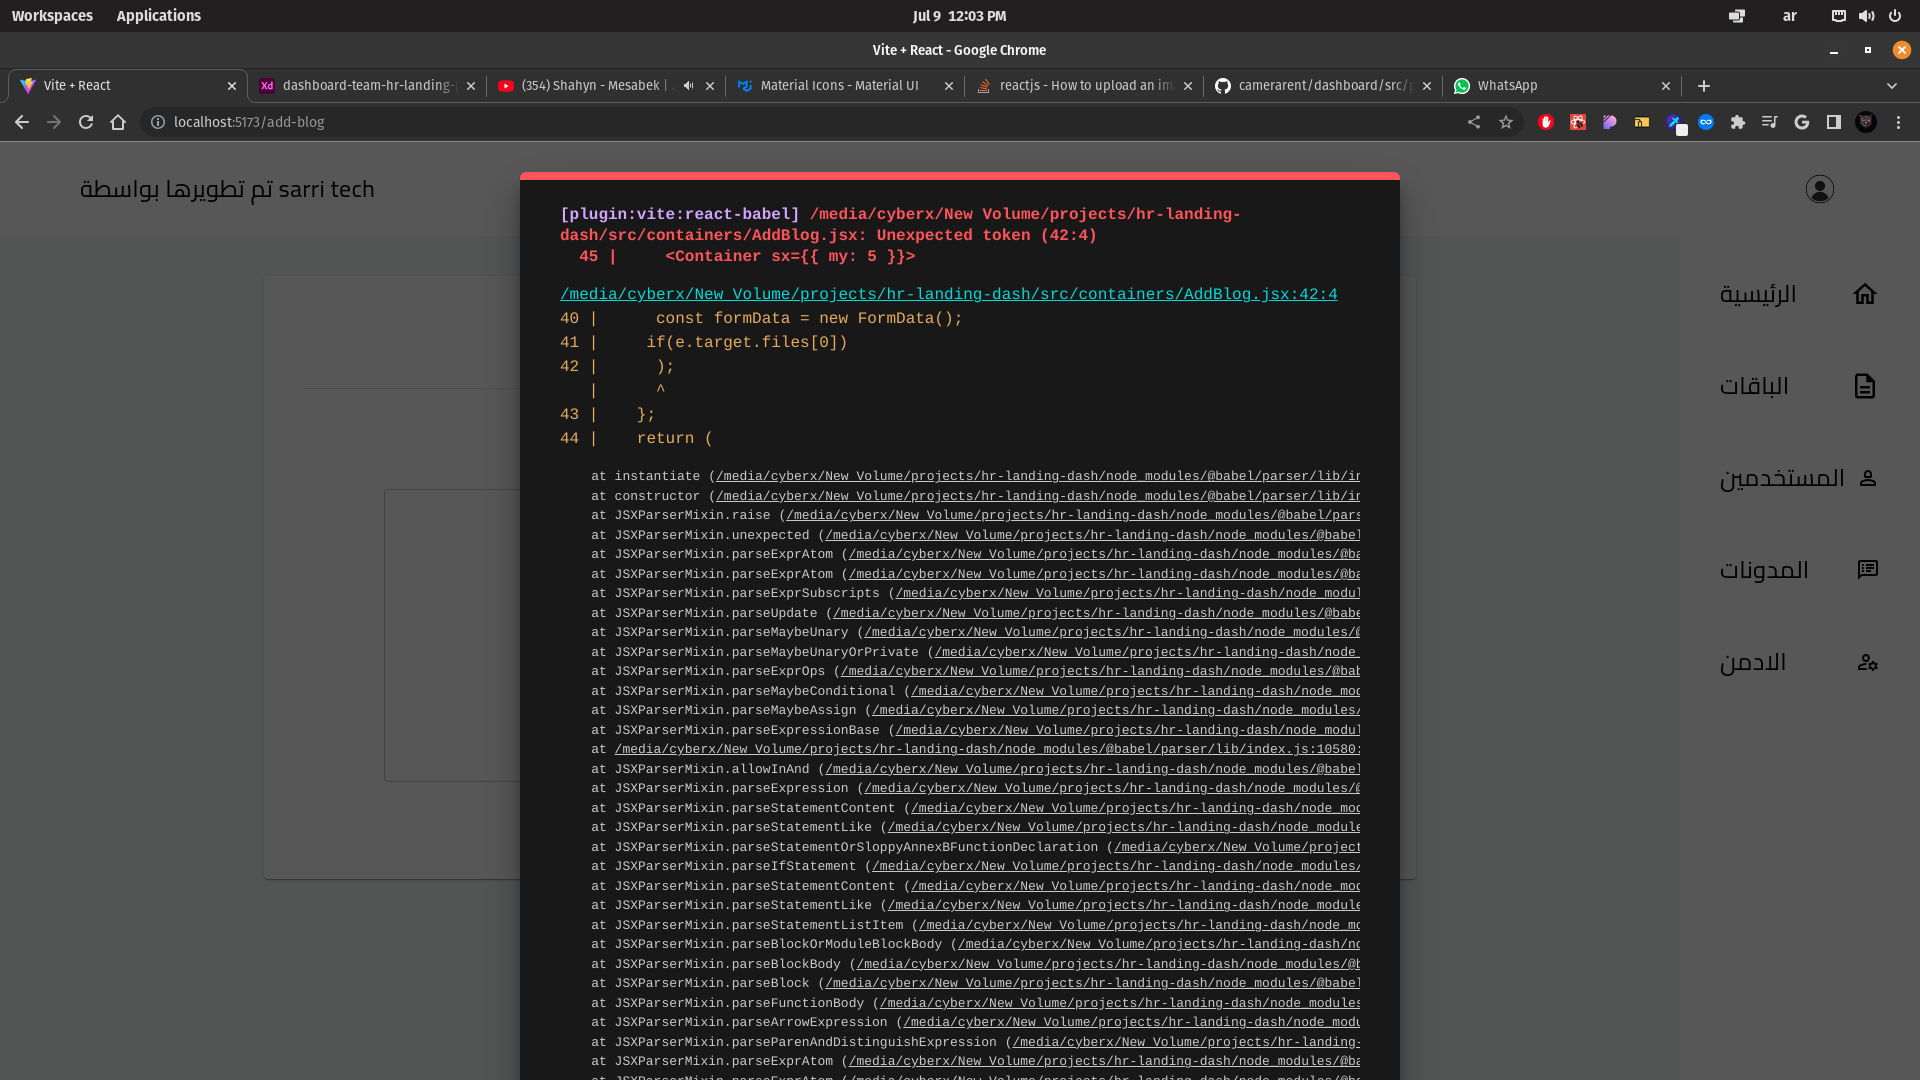 Workspaces Applications Jul 9 12:03 PM ar
Vite + React - Google Chrome
Vite + React dashboard-team-hr-landing- (354) Shahyn - Mesabek | Material Icons - Material UI reactjs - How to upload an im camerarent/dashboard/src/p WhatsApp
localhost:5173/add-blog
تم تطويرها بواسطة sarri tech
الرئيسية
الباقات
المستخدمين
المدونات
الادمن
[plugin:vite:react-babel] /media/cyberx/New Volume/projects/hr-landing-
dash/src/containers/AddBlog.jsx: Unexpected token (42:4)
45 | <Container sx={{ my: 5 }}>
/media/cyberx/New Volume/projects/hr-landing-dash/src/containers/AddBlog.jsx:42:4
40 | const formData = new FormData();
41 | if(e.target.files[0])
42 | );
| ^
43 | };
44 | return (
at instantiate (/media/cyberx/New Volume/projects/hr-landing-dash/node_modules/@babel/parser/lib/in
at constructor (/media/cyberx/New Volume/projects/hr-landing-dash/node_modules/@babel/parser/lib/in
at JSXParserMixin.raise (/media/cyberx/New Volume/projects/hr-landing-dash/node_modules/@babel/pars
at JSXParserMixin.unexpected (/media/cyberx/New Volume/projects/hr-landing-dash/node_modules/@babel
at JSXParserMixin.parseExprAtom (/media/cyberx/New Volume/projects/hr-landing-dash/node_modules/@ba
at JSXParserMixin.parseExprAtom (/media/cyberx/New Volume/projects/hr-landing-dash/node_modules/@ba
at JSXParserMixin.parseExprSubscripts (/media/cyberx/New Volume/projects/hr-landing-dash/node_modul
at JSXParserMixin.parseUpdate (/media/cyberx/New Volume/projects/hr-landing-dash/node_modules/@babe
at JSXParserMixin.parseMaybeUnary (/media/cyberx/New Volume/projects/hr-landing-dash/node_modules/@
at JSXParserMixin.parseMaybeUnaryOrPrivate (/media/cyberx/New Volume/projects/hr-landing-dash/node_
at JSXParserMixin.parseExprOps (/media/cyberx/New Volume/projects/hr-landing-dash/node_modules/@bab
at JSXParserMixin.parseMaybeConditional (/media/cyberx/New Volume/projects/hr-landing-dash/node_mod
at JSXParserMixin.parseMaybeAssign (/media/cyberx/New Volume/projects/hr-landing-dash/node_modules/
at JSXParserMixin.parseExpressionBase (/media/cyberx/New Volume/projects/hr-landing-dash/node_modul
at /media/cyberx/New Volume/projects/hr-landing-dash/node_modules/@babel/parser/lib/index.js:10580:
at JSXParserMixin.allowInAnd (/media/cyberx/New Volume/projects/hr-landing-dash/node_modules/@babel
at JSXParserMixin.parseExpression (/media/cyberx/New Volume/projects/hr-landing-dash/node_modules/@
at JSXParserMixin.parseStatementContent (/media/cyberx/New Volume/projects/hr-landing-dash/node_mod
at JSXParserMixin.parseStatementLike (/media/cyberx/New Volume/projects/hr-landing-dash/node_module
at JSXParserMixin.parseStatementOrSloppyAnnexBFunctionDeclaration (/media/cyberx/New Volume/project
at JSXParserMixin.parseIfStatement (/media/cyberx/New Volume/projects/hr-landing-dash/node_modules/
at JSXParserMixin.parseStatementContent (/media/cyberx/New Volume/projects/hr-landing-dash/node_mod
at JSXParserMixin.parseStatementLike (/media/cyberx/New Volume/projects/hr-landing-dash/node_module
at JSXParserMixin.parseStatementListItem (/media/cyberx/New Volume/projects/hr-landing-dash/node_mo
at JSXParserMixin.parseBlockOrModuleBlockBody (/media/cyberx/New Volume/projects/hr-landing-dash/no
at JSXParserMixin.parseBlockBody (/media/cyberx/New Volume/projects/hr-landing-dash/node_modules/@b
at JSXParserMixin.parseBlock (/media/cyberx/New Volume/projects/hr-landing-dash/node_modules/@babel
at JSXParserMixin.parseFunctionBody (/media/cyberx/New Volume/projects/hr-landing-dash/node_modules
at JSXParserMixin.parseArrowExpression (/media/cyberx/New Volume/projects/hr-landing-dash/node_modu
at JSXParserMixin.parseParenAndDistinguishExpression (/media/cyberx/New Volume/projects/hr-landing-
at JSXParserMixin.parseExprAtom (/media/cyberx/New Volume/projects/hr-landing-dash/node_modules/@ba